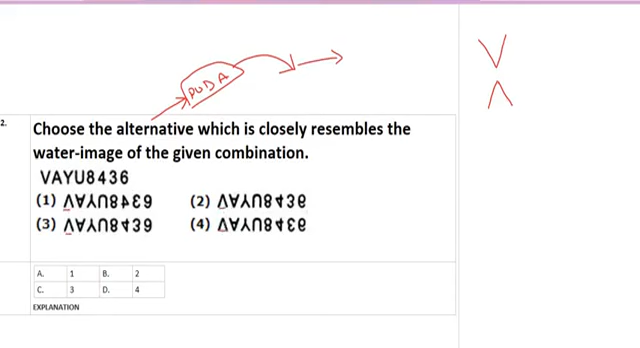 PUDA
V
Λ
2.
Choose the alternative which is closely resembles the
water-image of the given combination.
VAYU8436
(1) (2)
(3) (4)
A. 1 B. 2
C. 3 D. 4
EXPLANATION